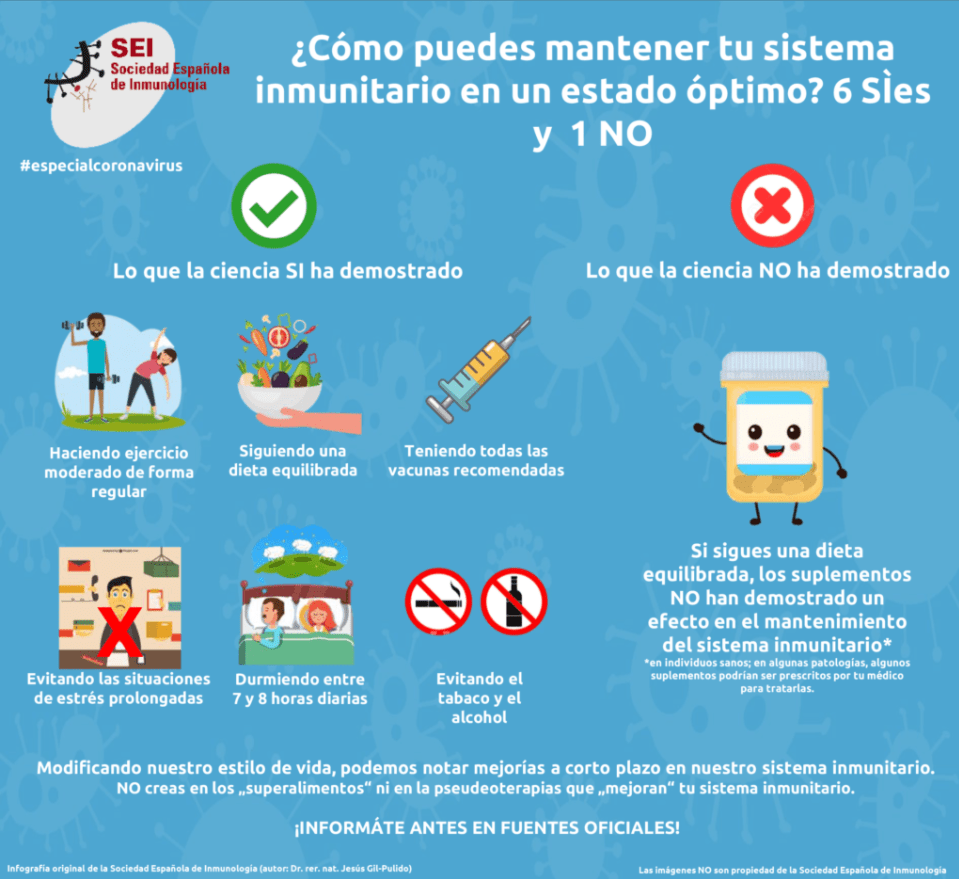 SEI
Sociedad Española
de Inmunología
#especialcoronavirus
¿Cómo puedes mantener tu sistema
inmunitario en un estado óptimo? 6 SÌes
y 1 NO
Lo que la ciencia SI ha demostrado
Haciendo ejercicio
moderado de forma
regular
Siguiendo una
dieta equilibrada
Teniendo todas las
vacunas recomendadas
Evitando las situaciones
de estrés prolongadas
Durmiendo entre
7 y 8 horas diarias
Evitando el
tabaco y el
alcohol
Lo que la ciencia NO ha demostrado
Si sigues una dieta
equilibrada, los suplementos
NO han demostrado un
efecto en el mantenimiento
del sistema inmunitario*
*en individuos sanos; en algunas patologías, algunos
suplementos podrían ser prescritos por tu médico
para tratarlas.
Modificando nuestro estilo de vida, podemos notar mejorías a corto plazo en nuestro sistema inmunitario.
NO creas en los „superalimentos“ ni en la pseudeoterapias que „mejoran“ tu sistema inmunitario.
¡INFORMÁTE ANTES EN FUENTES OFICIALES!
Infografía original de la Sociedad Española de Inmunología (autor: Dr. rer. nat. Jesús Gil-Pulido)
Las imágenes NO son propiedad de la Sociedad Española de Inmunología